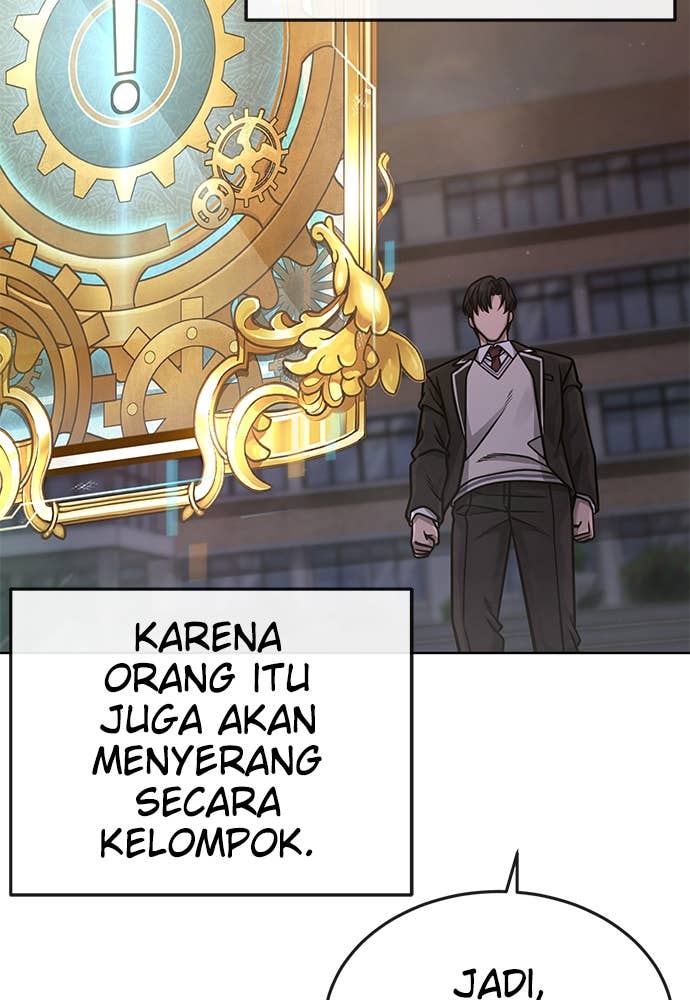 !
KARENA
ORANG ITU
JUGA AKAN
MENYERANG
SECARA
KELOMPOK.
JADI,